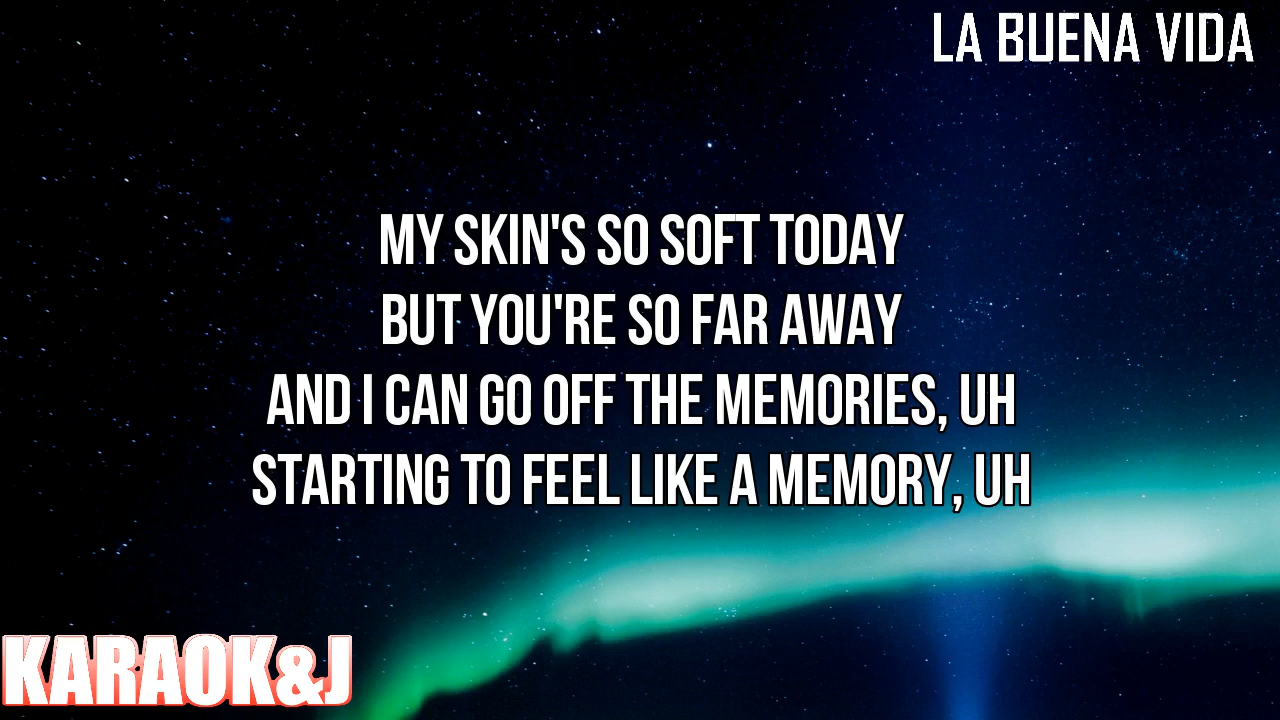 LA BUENA VIDA
MY SKIN'S SO SOFT TODAY
BUT YOU'RE SO FAR AWAY
AND I CAN GO OFF THE MEMORIES, UH
STARTING TO FEEL LIKE A MEMORY, UH
KARAOK&J